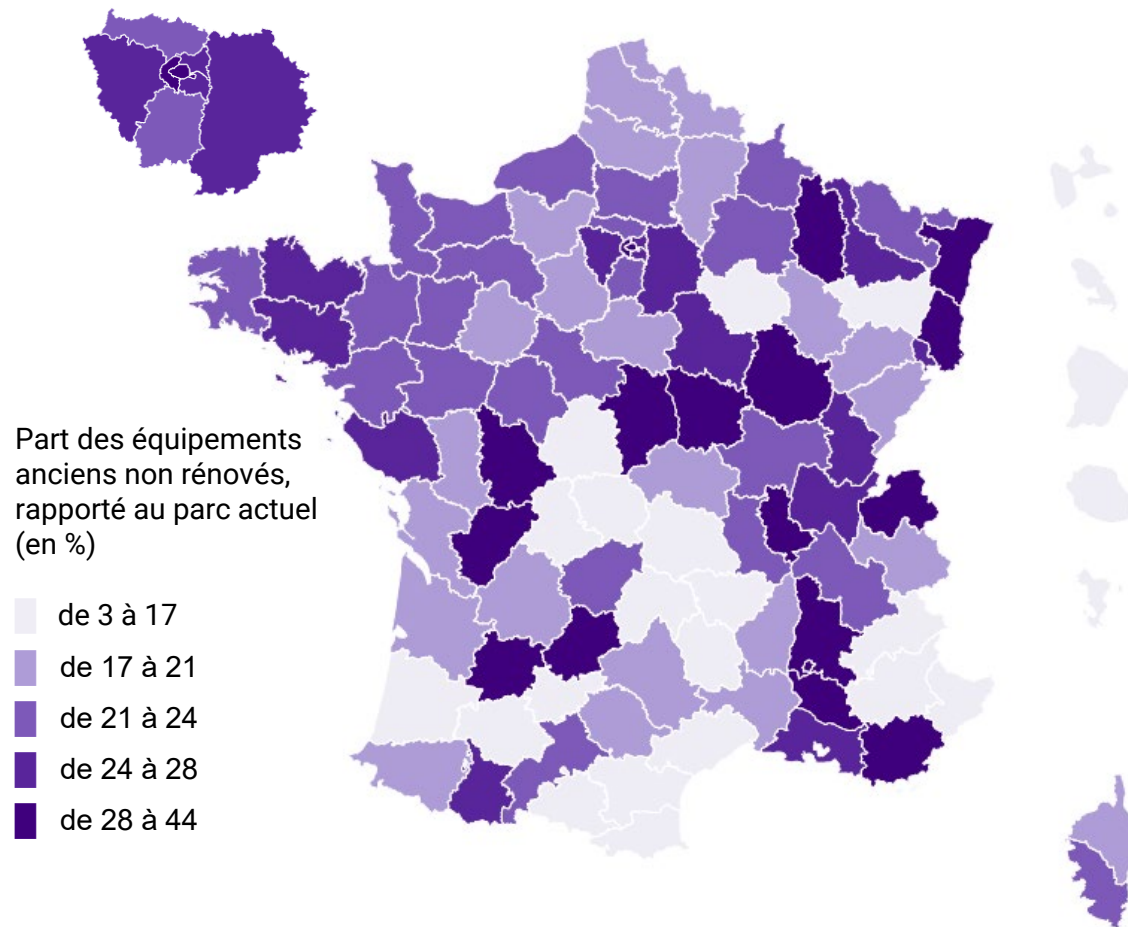 Part des équipements
anciens non rénovés,
rapporté au parc actuel
(en %)
de 3 à 17
de 17 à 21
de 21 à 24
de 24 à 28
de 28 à 44